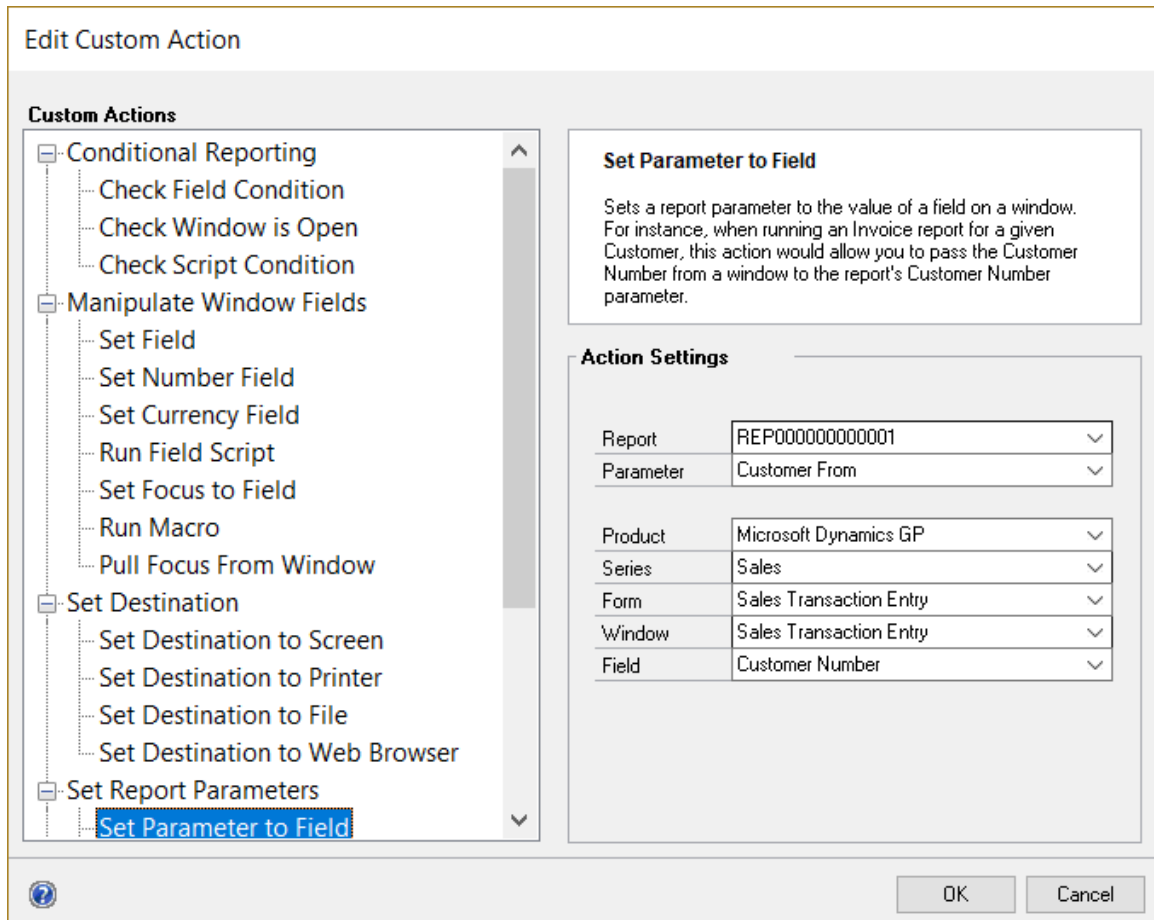 Edit Custom Action
Custom Actions
Conditional Reporting
Check Field Condition
Check Window is Open
Check Script Condition
Manipulate Window Fields
Set Field
Set Number Field
Set Currency Field
Run Field Script
Set Focus to Field
Run Macro
Pull Focus From Window
Set Destination
Set Destination to Screen
Set Destination to Printer
Set Destination to File
Set Destination to Web Browser
Set Report Parameters
Set Parameter to Field
Set Parameter to Field
Sets a report parameter to the value of a field on a window.
For instance, when running an Invoice report for a given
Customer, this action would allow you to pass the Customer
Number from a window to the report's Customer Number
parameter.
Action Settings
Report REP000000000001
Parameter Customer From
Product Microsoft Dynamics GP
Series Sales
Form Sales Transaction Entry
Window Sales Transaction Entry
Field Customer Number
?
OK Cancel